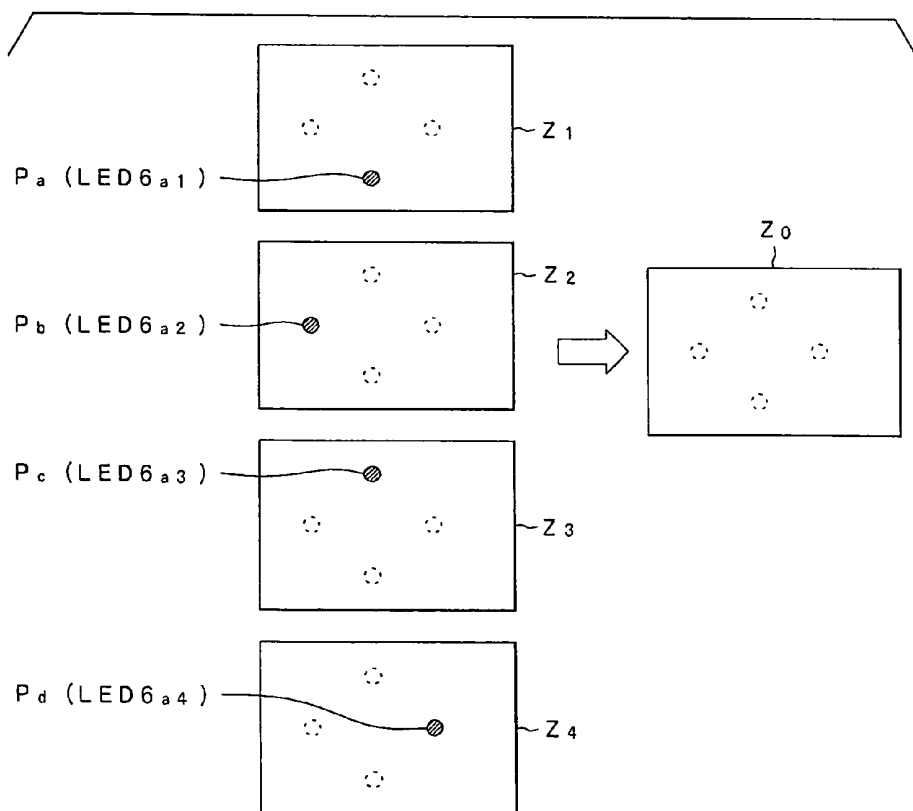 Z1
Pa (LED6a1)
Z2
Pb (LED6a2)
Z0
Pc (LED6a3)
Z3
Pd (LED6a4)
Z4